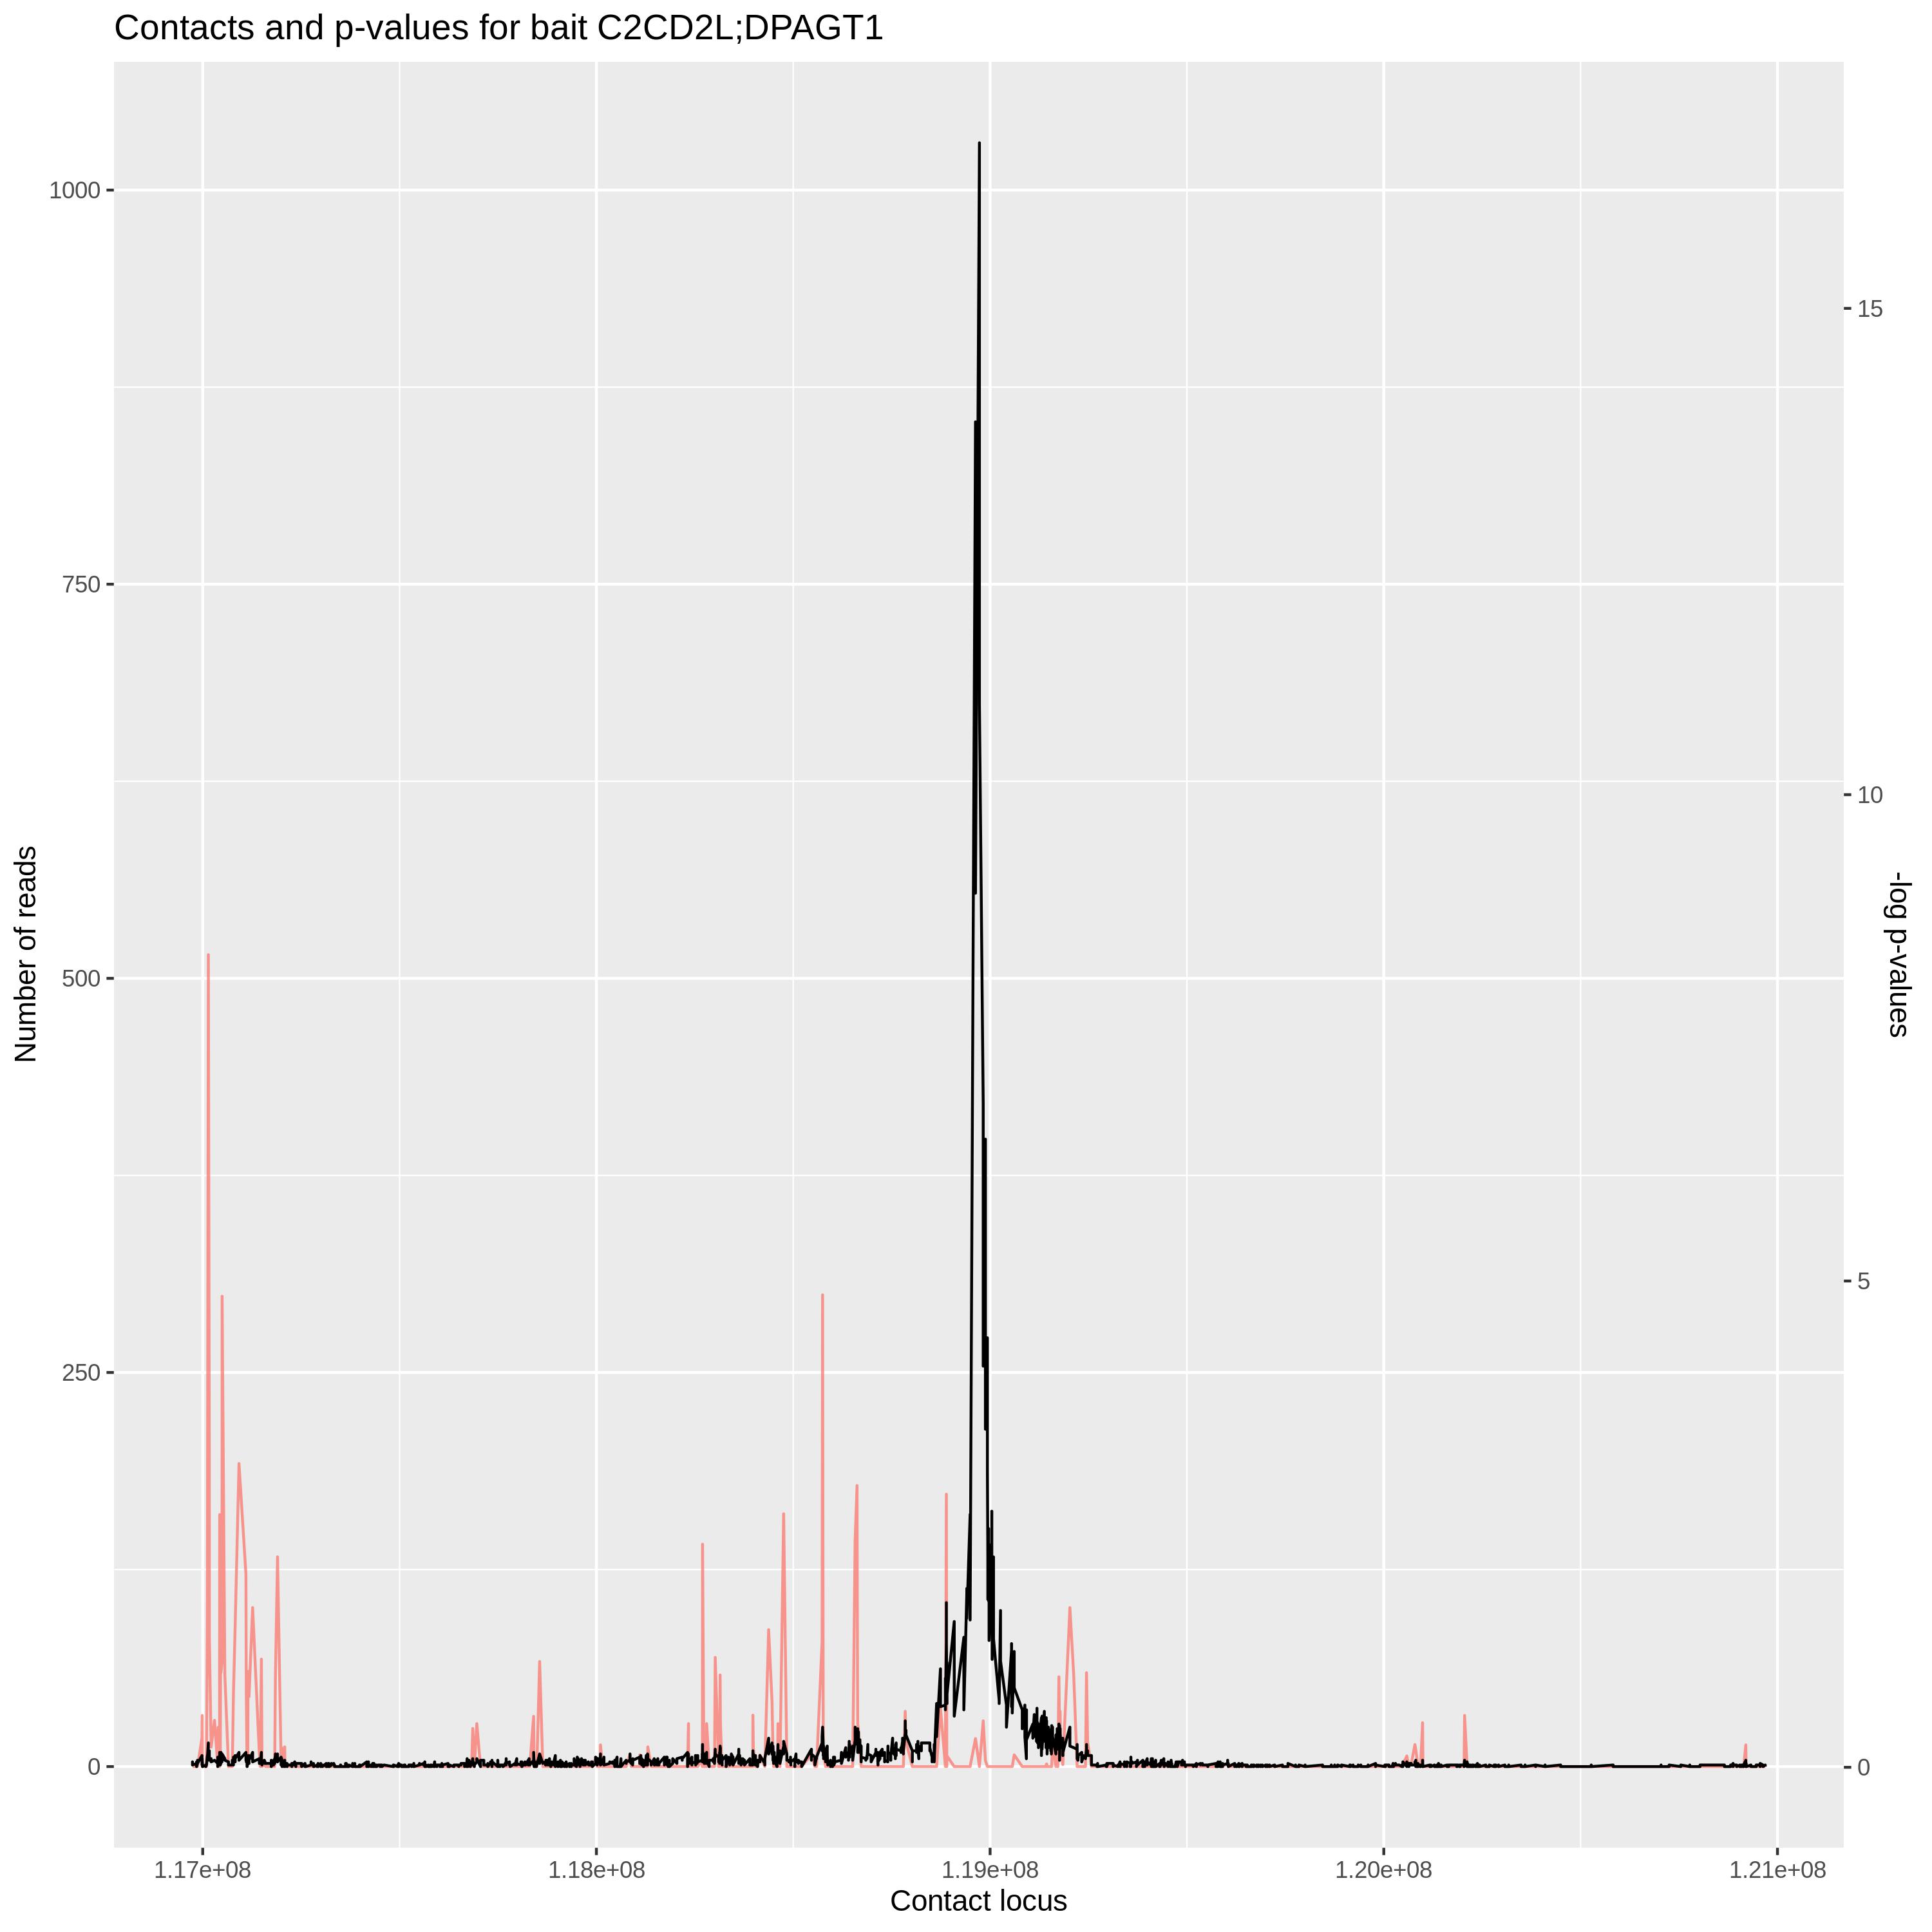 Contacts and p-values for bait C2CD2L;DPAGT1
1000
750
500
250
0
Number of reads
15
10
5
0
-log p-values
1.17e+08
1.18e+08
1.19e+08
1.20e+08
1.21e+08
Contact locus